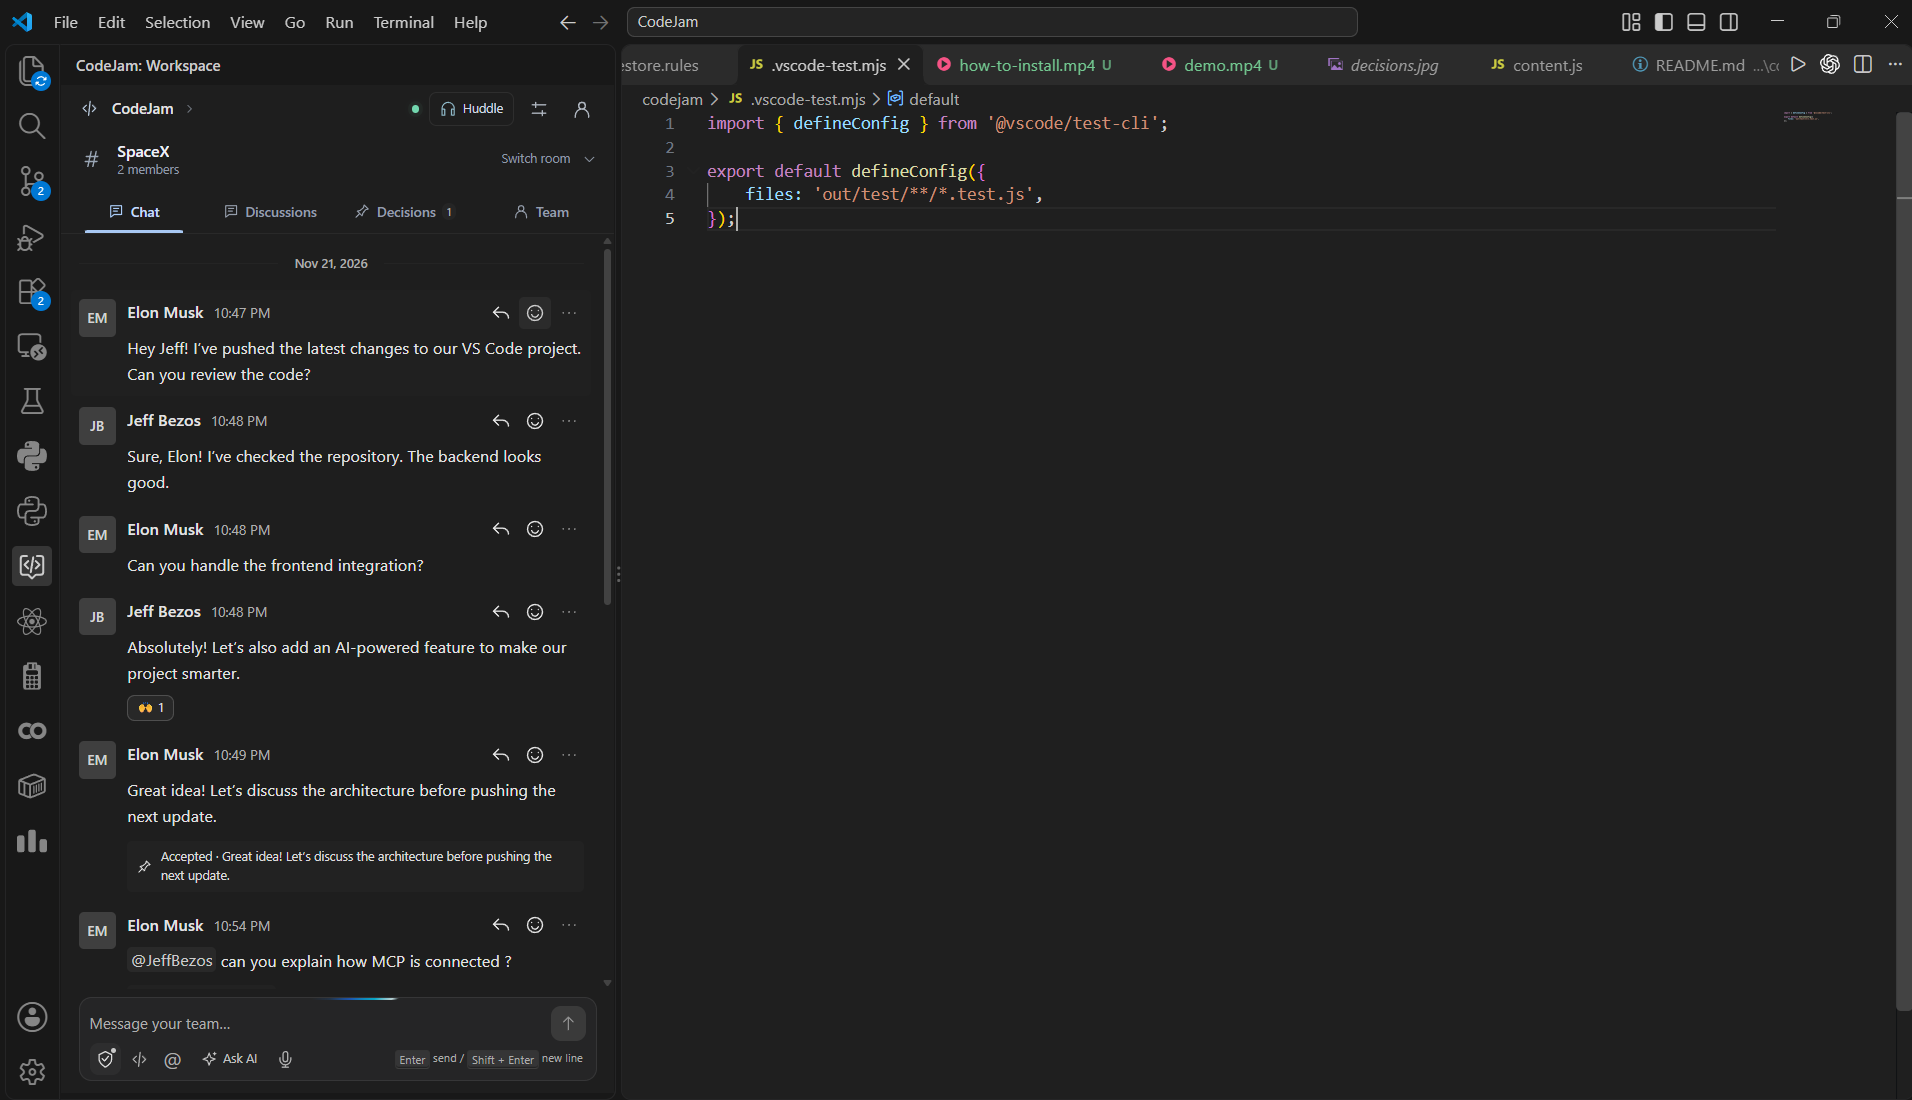 File Edit Selection View Go Run Terminal Help
CodeJam
CodeJam: Workspace
CodeJam
Huddle
SpaceX
2 members
Switch room
Chat
Discussions
Decisions 1
Team
Nov 21, 2026
EM
Elon Musk 10:47 PM
Hey Jeff! I’ve pushed the latest changes to our VS Code project.
Can you review the code?
JB
Jeff Bezos 10:48 PM
Sure, Elon! I’ve checked the repository. The backend looks
good.
EM
Elon Musk 10:48 PM
Can you handle the frontend integration?
JB
Jeff Bezos 10:48 PM
Absolutely! Let’s also add an AI-powered feature to make our
project smarter.
1
EM
Elon Musk 10:49 PM
Great idea! Let’s discuss the architecture before pushing the
next update.
Accepted · Great idea! Let’s discuss the architecture before pushing the
next update.
EM
Elon Musk 10:54 PM
@JeffBezos can you explain how MCP is connected ?
Message your team...
@ Ask AI
Enter send / Shift + Enter new line
2
2
estore.rules
JS .vscode-test.mjs
how-to-install.mp4 U
demo.mp4 U
decisions.jpg
JS content.js
README.md ...\cc
codejam > JS .vscode-test.mjs > default
1 import { defineConfig } from '@vscode/test-cli';
2
3 export default defineConfig({
4 files: 'out/test/**/*.test.js',
5 });